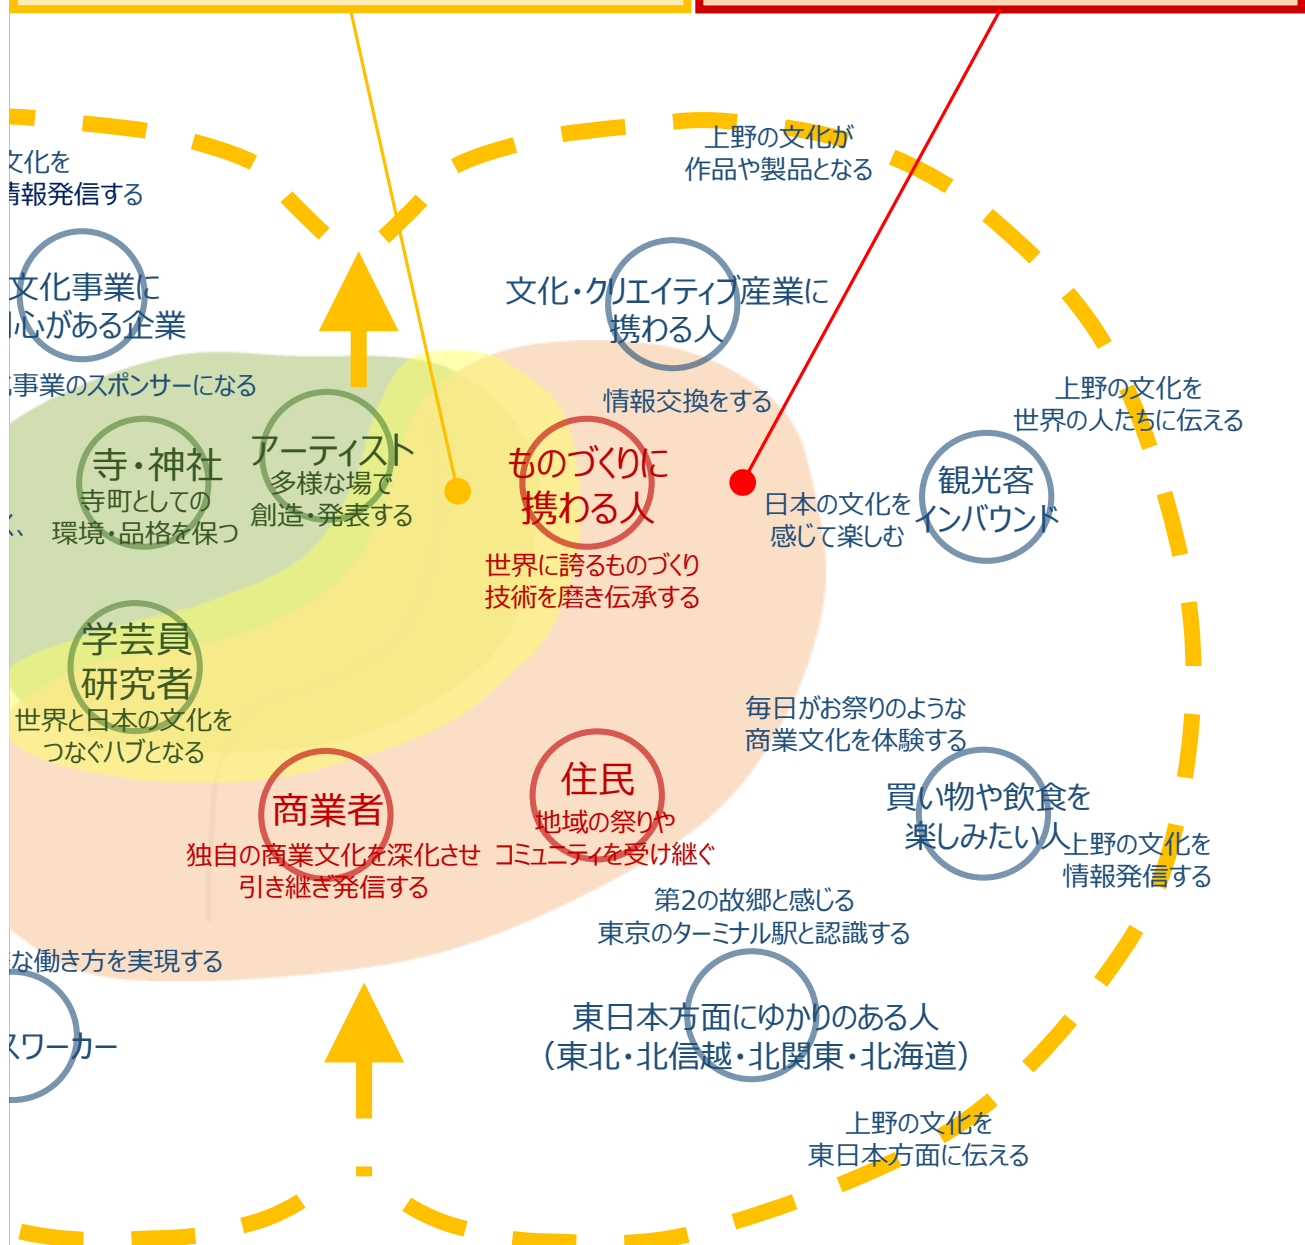 上野の文化が
作品や製品となる
文化を
情報発信する
文化事業に
心がある企業
事業のスポンサーになる
文化・クリエイティブ産業に
携わる人
情報交換をする
上野の文化を
世界の人たちに伝える
寺・神社
寺町としての
環境・品格を保つ
アーティスト
多様な場で
創造・発表する
ものづくりに
携わる人
世界に誇るものづくり
技術を磨き伝承する
日本の文化を
感じて楽しむ
観光客
インバウンド
学芸員
研究者
世界と日本の文化を
つなぐハブとなる
毎日がお祭りのような
商業文化を体験する
買い物や飲食を
楽しみたい人
上野の文化を
情報発信する
商業者
独自の商業文化を深化させ
引き継ぎ発信する
住民
地域の祭りや
コミュニティを受け継ぐ
第2の故郷と感じる
東京のターミナル駅と認識する
な働き方を実現する
スワーカー
東日本方面にゆかりのある人
（東北・北信越・北関東・北海道）
上野の文化を
東日本方面に伝える